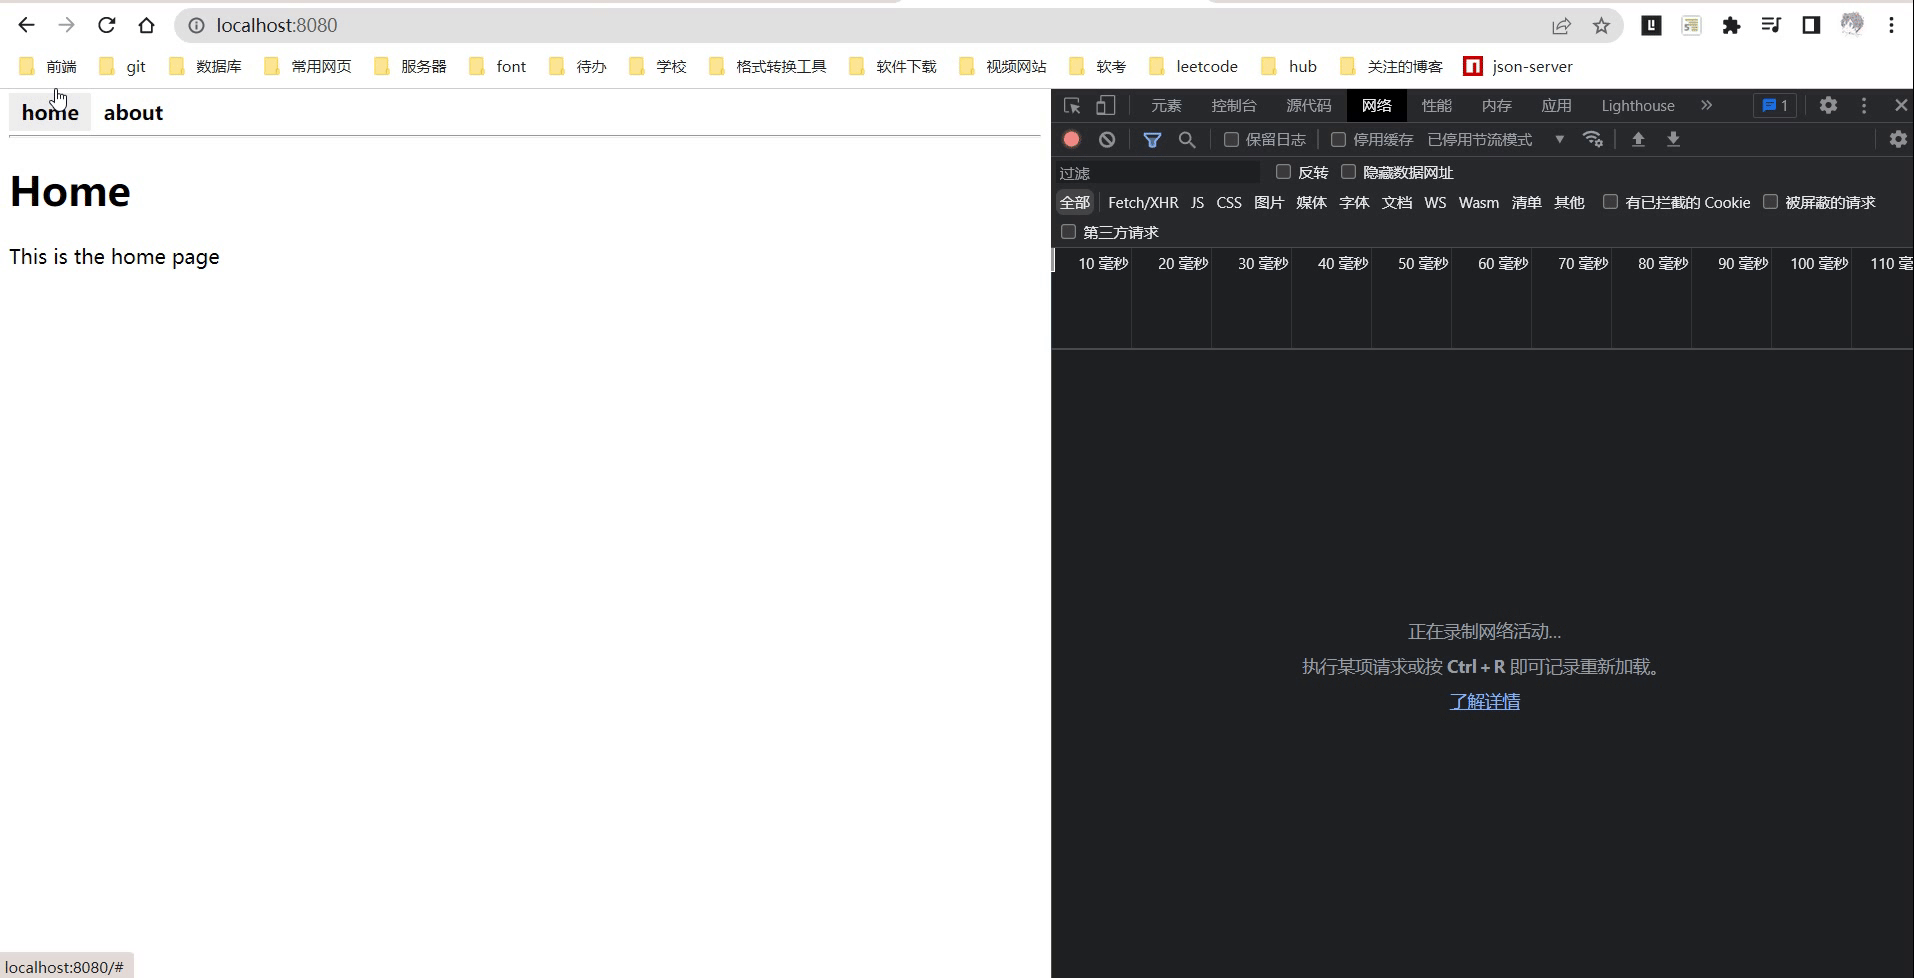 localhost:8080
前端 git 数据库 常用网页 服务器 font 待办 学校 格式转换工具 软件下载 视频网站 软考 leetcode hub 关注的博客 json-server
home about
Home
This is the home page
元素 控制台 源代码 网络 性能 内存 应用 Lighthouse 1
保留日志 停用缓存 已停用节流模式
过滤 反转 隐藏数据网址
全部 Fetch/XHR JS CSS 图片 媒体 字体 文档 WS Wasm 清单 其他 有已拦截的 Cookie 被屏蔽的请求
第三方请求
10 毫秒 20 毫秒 30 毫秒 40 毫秒 50 毫秒 60 毫秒 70 毫秒 80 毫秒 90 毫秒 100 毫秒 110 毫
正在录制网络活动...
执行某项请求或按 Ctrl + R 即可记录重新加载。
了解详情
localhost:8080/#